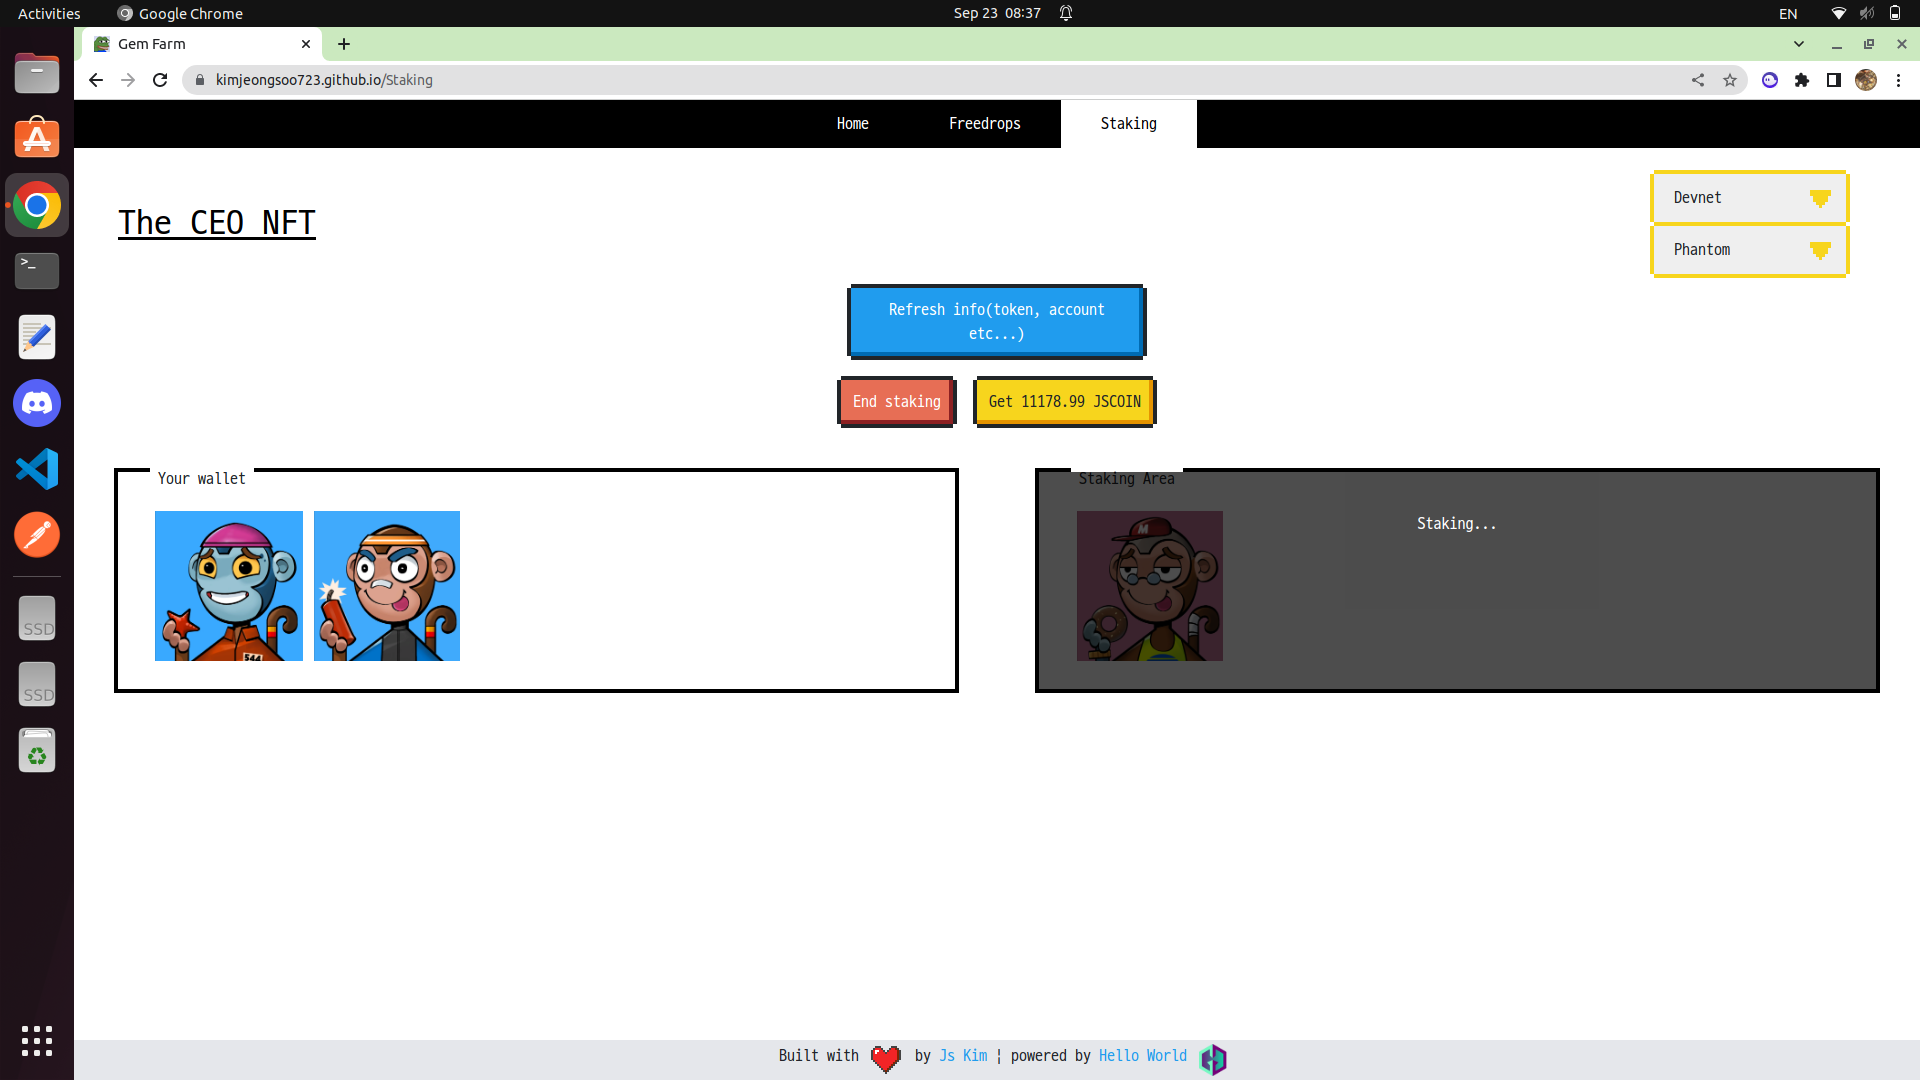 Activities
Google Chrome
Sep 23 08:37
EN
Gem Farm
kimjeongsoo723.github.io/Staking
Home
Freedrops
Staking
The CEO NFT
Devnet
Phantom
Refresh info(token, account
etc...)
End staking
Get 11178.99 JSCOIN
Your wallet
Staking Area
Staking...
M
544
>_
SSD
SSD
Built with by Js Kim ¦ powered by Hello World